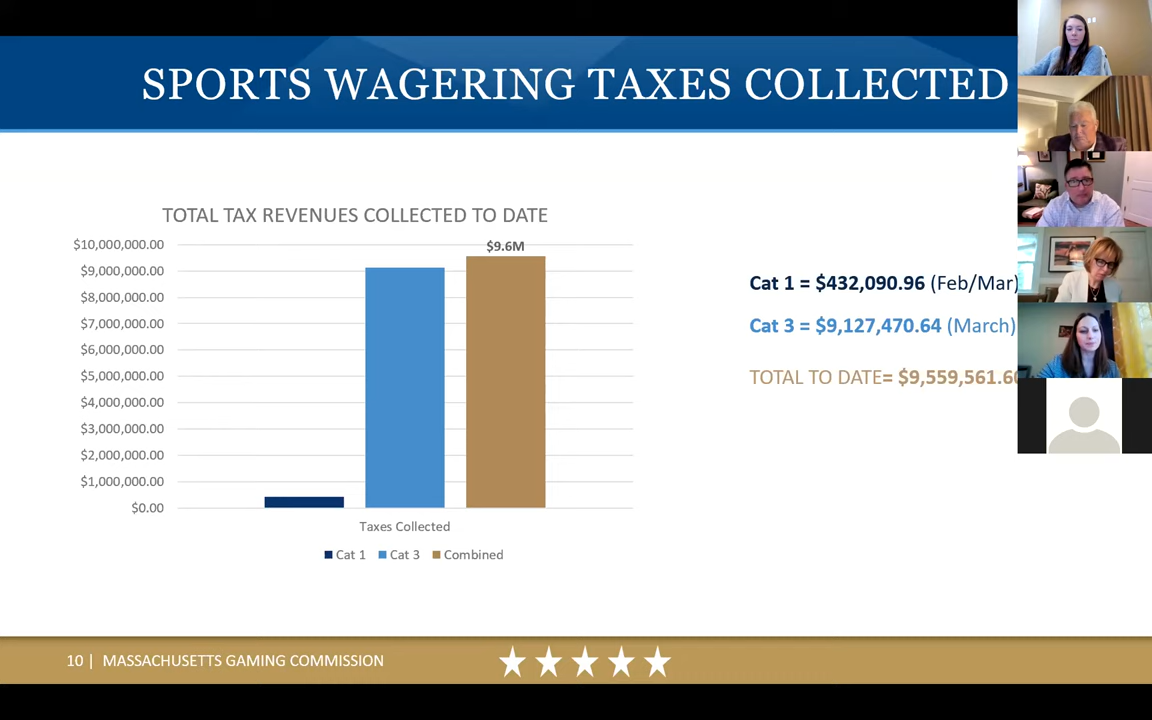 SPORTS WAGERING TAXES COLLECTED
TOTAL TAX REVENUES COLLECTED TO DATE
$10,000,000.00
$9,000,000.00
$8,000,000.00
$7,000,000.00
$6,000,000.00
$5,000,000.00
$4,000,000.00
$3,000,000.00
$2,000,000.00
$1,000,000.00
$0.00
$9.6M
Taxes Collected
Cat 1 Cat 3 Combined
Cat 1 = $432,090.96 (Feb/Mar)
Cat 3 = $9,127,470.64 (March)
TOTAL TO DATE= $9,559,561.60
10 | MASSACHUSETTS GAMING COMMISSION